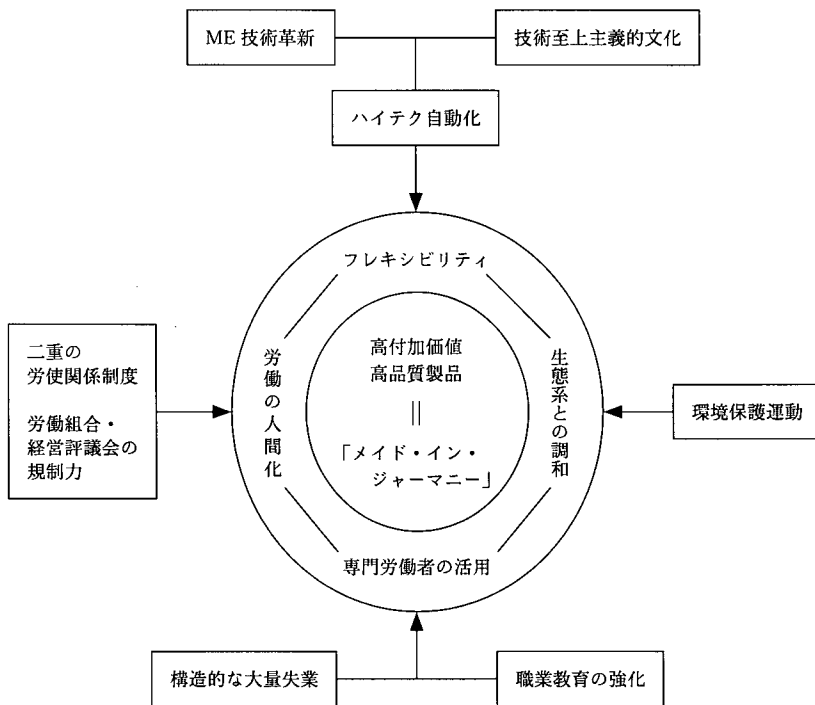 ME 技術革新
技術至上主義的文化
ハイテク自動化
フレキシビリティ
二重の
労使関係制度
労働組合・
経営評議会の
規制力
労働の人間化
高付加価値
高品質製品
||
「メイド・イン・
ジャーマニー」
生態系との調和
環境保護運動
専門労働者の活用
構造的な大量失業
職業教育の強化